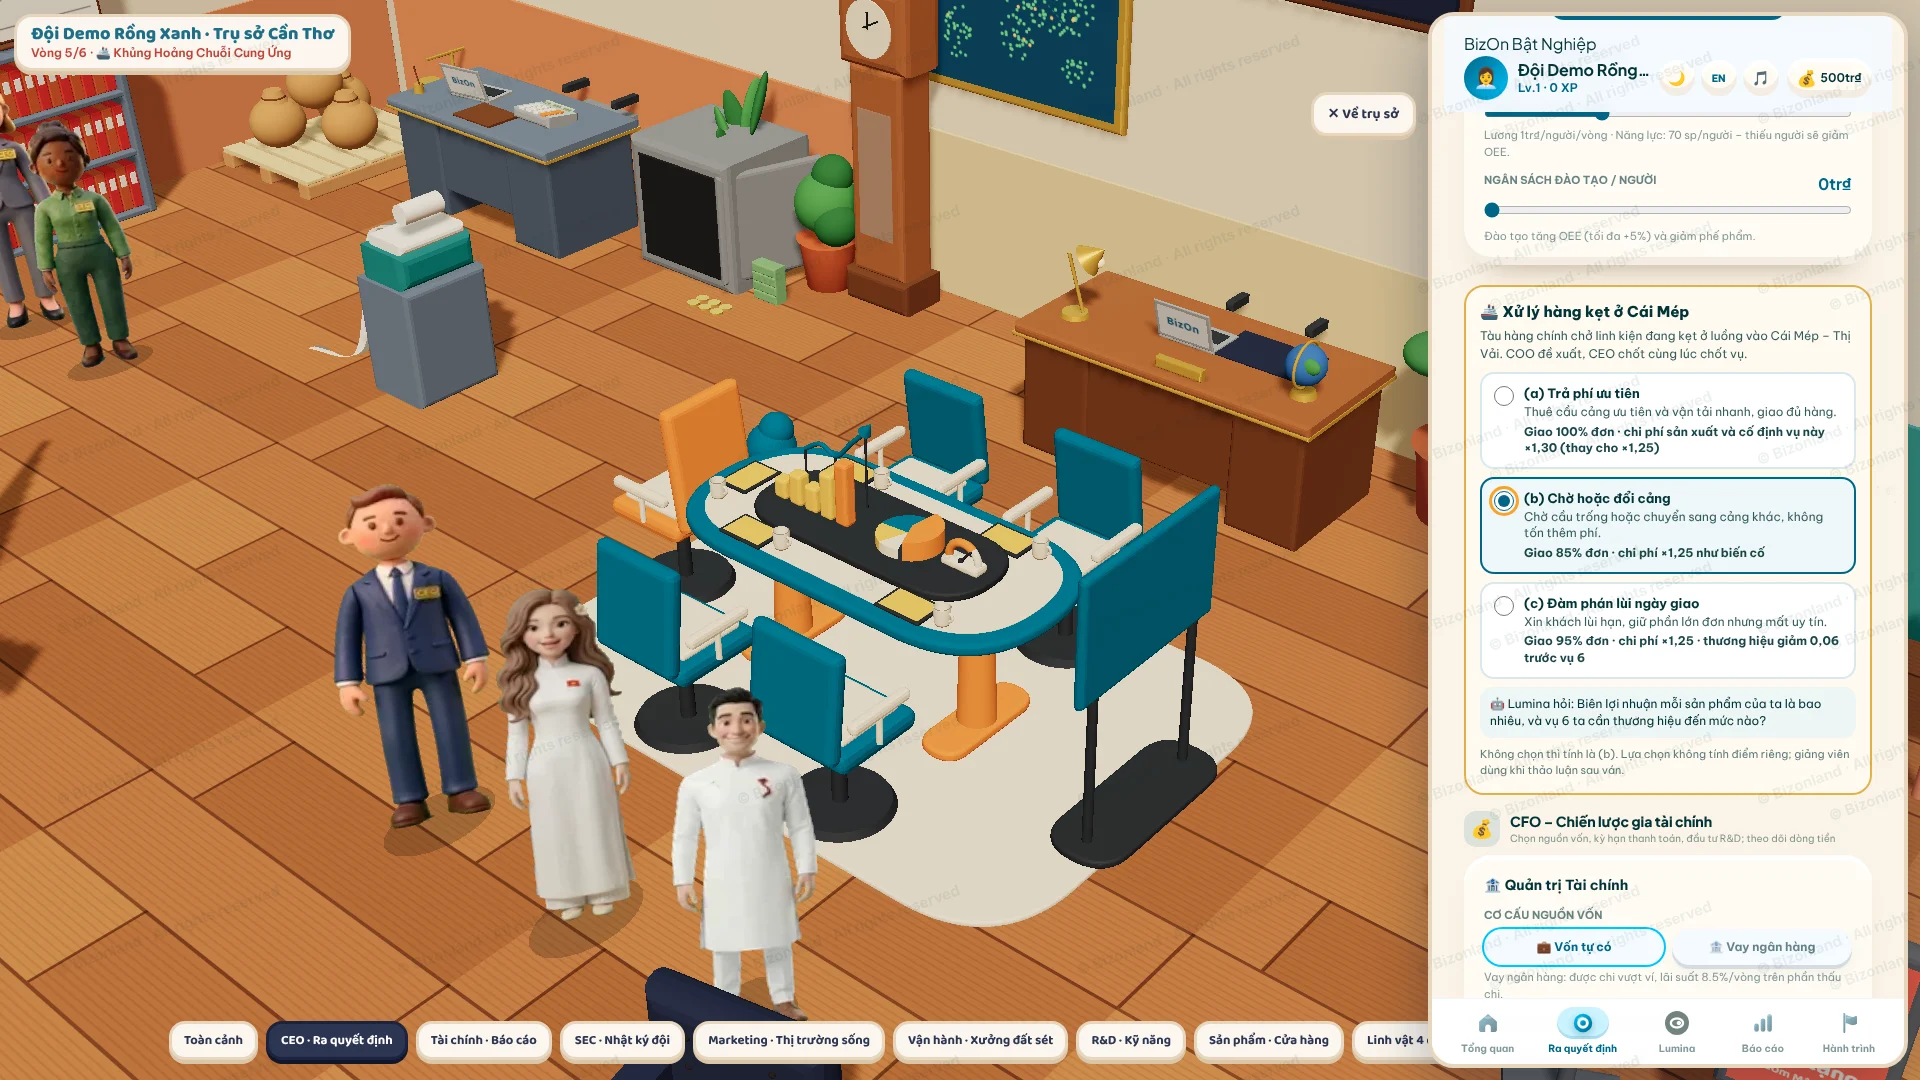 Đội Demo Rồng Xanh · Trụ sở Cần Thơ
Vòng 5/6 · 🚢 Khủng Hoảng Chuỗi Cung Ứng
BizOn
BizOn
✕ Về trụ sở
BizOn Bật Nghiệp
Đội Demo Rồng...
Lv.1 · 0 XP
EN
500trđ
Lương 1trđ/người/vòng · Năng lực: 70 sp/người – thiếu người sẽ giảm
OEE.
NGÂN SÁCH ĐÀO TẠO / NGƯỜI
0trđ
Đào tạo tăng OEE (tối đa +5%) và giảm phế phẩm.
🚢 Xử lý hàng kẹt ở Cái Mép
Tàu hàng chính chở linh kiện đang kẹt ở luồng vào Cái Mép – Thị
Vải. COO đề xuất, CEO chốt cùng lúc chốt vụ.
(a) Trả phí ưu tiên
Thuê cầu cảng ưu tiên và vận tải nhanh, giao đủ hàng.
Giao 100% đơn · chi phí sản xuất và cố định vụ này
×1,30 (thay cho ×1,25)
(b) Chờ hoặc đổi cảng
Chờ cầu trống hoặc chuyển sang cảng khác, không
tốn thêm phí.
Giao 85% đơn · chi phí ×1,25 như biến cố
(c) Đàm phán lùi ngày giao
Xin khách lùi hạn, giữ phần lớn đơn nhưng mất uy tín.
Giao 95% đơn · chi phí ×1,25 · thương hiệu giảm 0,06
trước vụ 6
🤖 Lumina hỏi: Biên lợi nhuận mỗi sản phẩm của ta là bao
nhiêu, và vụ 6 ta cần thương hiệu đến mức nào?
Không chọn thì tính là (b). Lựa chọn không tính điểm riêng; giảng viên
dùng khi thảo luận sau ván.
CFO – Chiến lược gia tài chính
Chọn nguồn vốn, kỳ hạn thanh toán, đầu tư R&D; theo dõi dòng tiền
🏦 Quản trị Tài chính
CƠ CẤU NGUỒN VỐN
💼 Vốn tự có
🏦 Vay ngân hàng
Vay ngân hàng: được chi vượt ví, lãi suất 8.5%/vòng trên phần thấu
chi.
Toàn cảnh
CEO · Ra quyết định
Tài chính · Báo cáo
SEC · Nhật ký đội
Marketing · Thị trường sống
Vận hành · Xưởng đất sét
R&D · Kỹ năng
Sản phẩm · Cửa hàng
Linh vật 4
Tổng quan
Ra quyết định
Lumina
Báo cáo
Hành trình
© Bizonland · All rights reserved